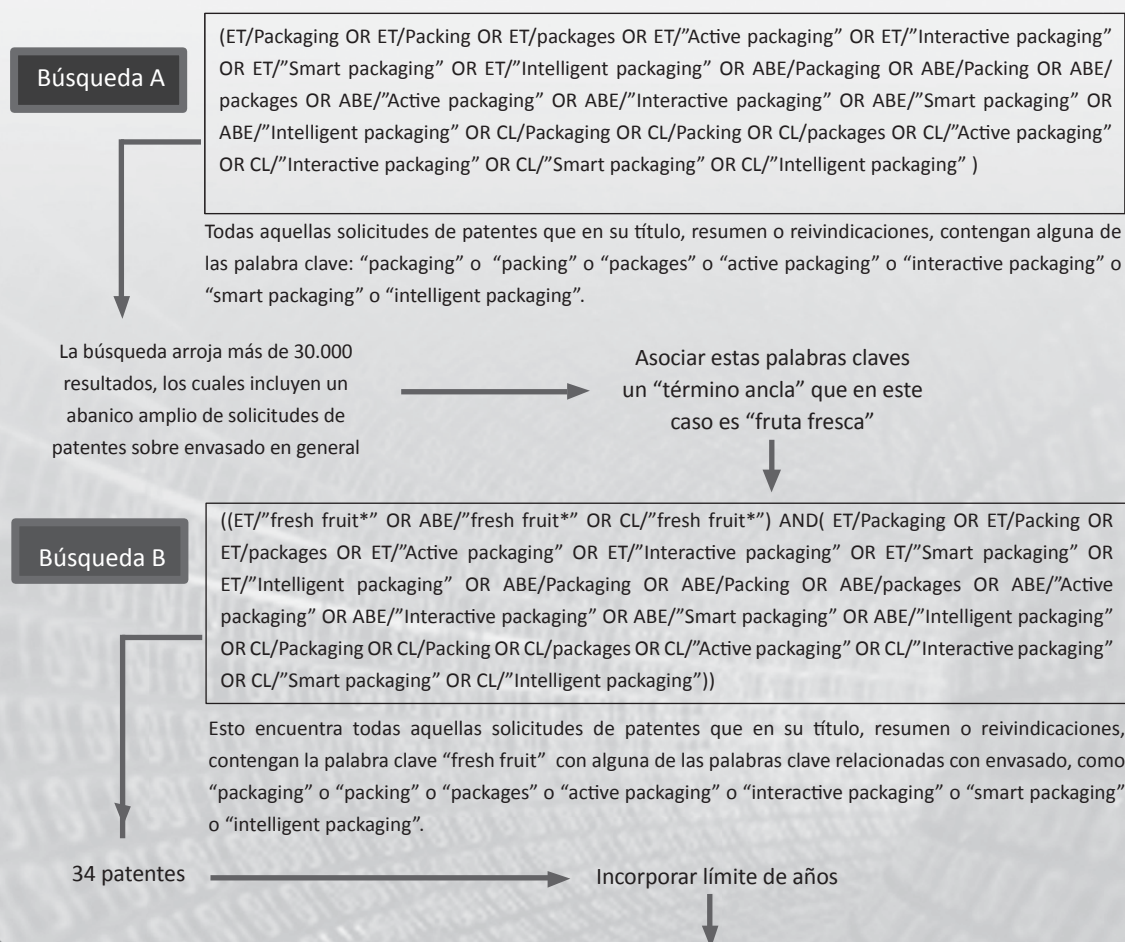 Búsqueda A
(ET/Packaging OR ET/Packing OR ET/packages OR ET/”Active packaging” OR ET/”Interactive packaging”
OR ET/”Smart packaging” OR ET/”Intelligent packaging” OR ABE/Packaging OR ABE/Packing OR ABE/
packages OR ABE/”Active packaging” OR ABE/”Interactive packaging” OR ABE/”Smart packaging” OR
ABE/”Intelligent packaging” OR CL/Packaging OR CL/Packing OR CL/packages OR CL/”Active packaging”
OR CL/”Interactive packaging” OR CL/”Smart packaging” OR CL/”Intelligent packaging” )
Todas aquellas solicitudes de patentes que en su título, resumen o reivindicaciones, contengan alguna de
las palabra clave: “packaging” o “packing” o “packages” o “active packaging” o “interactive packaging” o
“smart packaging” o “intelligent packaging”.
La búsqueda arroja más de 30.000
resultados, los cuales incluyen un
abanico amplio de solicitudes de
patentes sobre envasado en general
Asociar estas palabras claves
un “término ancla” que en este
caso es “fruta fresca”
Búsqueda B
((ET/”fresh fruit*” OR ABE/”fresh fruit*” OR CL/”fresh fruit*”) AND( ET/Packaging OR ET/Packing OR
ET/packages OR ET/”Active packaging” OR ET/”Interactive packaging” OR ET/”Smart packaging” OR
ET/”Intelligent packaging” OR ABE/Packaging OR ABE/Packing OR ABE/packages OR ABE/”Active
packaging” OR ABE/”Interactive packaging” OR ABE/”Smart packaging” OR ABE/”Intelligent packaging”
OR CL/Packaging OR CL/Packing OR CL/packages OR CL/”Active packaging” OR CL/”Interactive packaging”
OR CL/”Smart packaging” OR CL/”Intelligent packaging”))
Esto encuentra todas aquellas solicitudes de patentes que en su título, resumen o reivindicaciones,
contengan la palabra clave “fresh fruit” con alguna de las palabras clave relacionadas con envasado, como
“packaging” o “packing” o “packages” o “active packaging” o “interactive packaging” o “smart packaging”
o “intelligent packaging”.
34 patentes
Incorporar límite de años